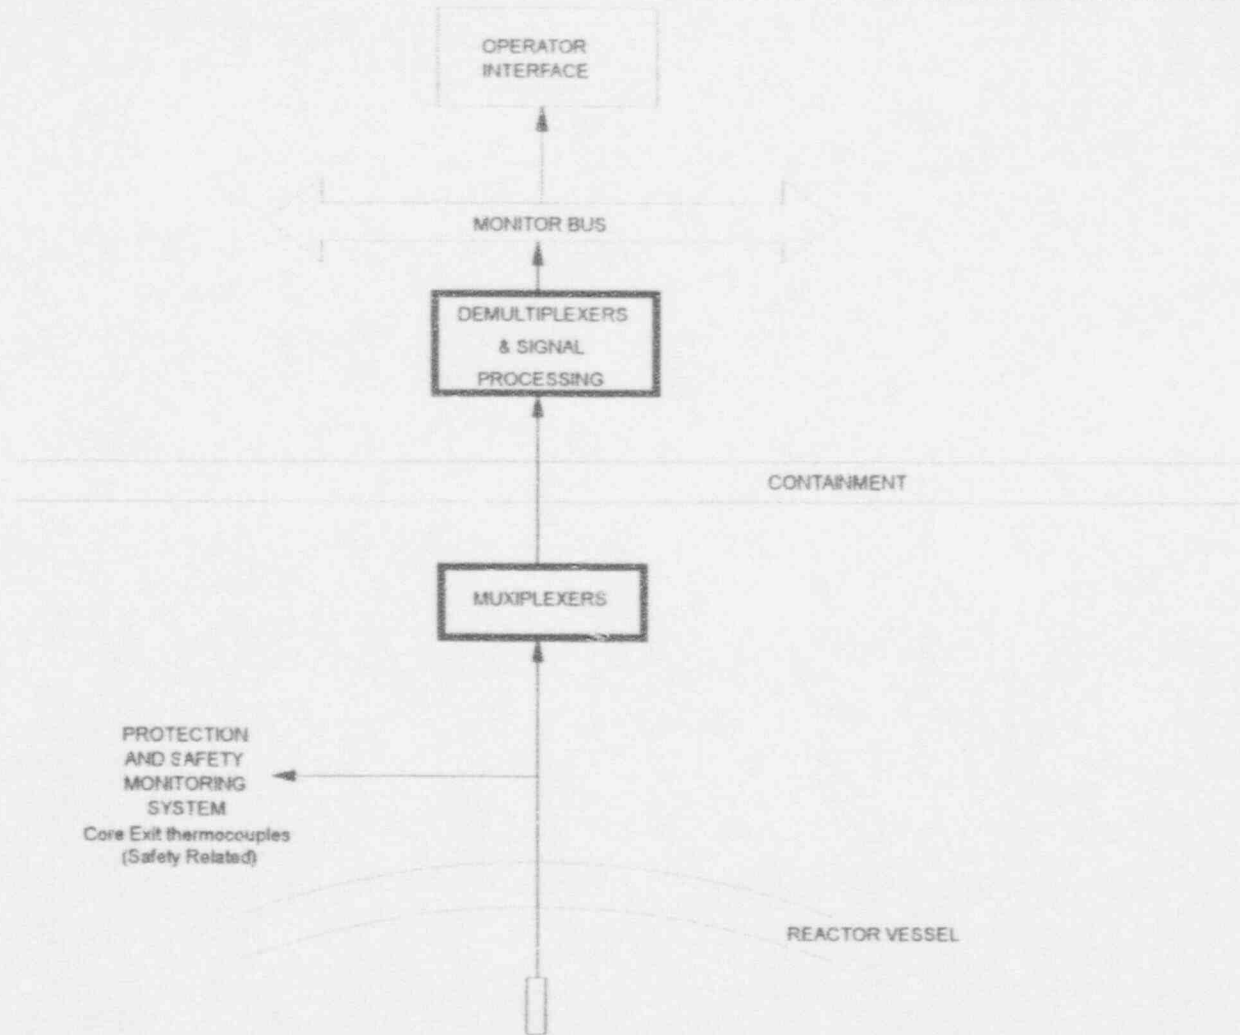 OPERATOR
INTERFACE
MONITOR BUS
DEMULTIPLEXERS
& SIGNAL
PROCESSING
CONTAINMENT
MUXIPLEXERS
PROTECTION
AND SAFETY
MONITORING
SYSTEM
Core Exit thermocouples
(Safety Related)
REACTOR VESSEL